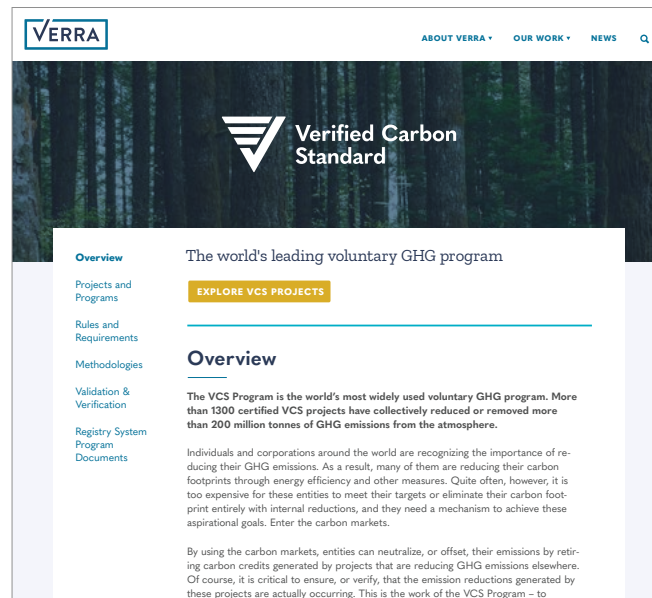 VERRA
ABOUT VERRA ▾ OUR WORK ▾ NEWS
Verified Carbon
Standard
The world's leading voluntary GHG program
EXPLORE VCS PROJECTS
Overview
Projects and
Programs
Rules and
Requirements
Methodologies
Validation &
Verification
Registry System
Program
Documents
Overview
The VCS Program is the world's most widely used voluntary GHG program. More
than 1300 certified VCS projects have collectively reduced or removed more
than 200 million tonnes of GHG emissions from the atmosphere.
Individuals and corporations around the world are recognizing the importance of re-
ducing their GHG emissions. As a result, many of them are reducing their carbon
footprints through energy efficiency and other measures. Quite often, however, it is
too expensive for these entities to meet their targets or eliminate their carbon foot-
print entirely with internal reductions, and they need a mechanism to achieve these
aspirational goals. Enter the carbon markets.
By using the carbon markets, entities can neutralize, or offset, their emissions by retir-
ing carbon credits generated by projects that are reducing GHG emissions elsewhere.
Of course, it is critical to ensure, or verify, that the emission reductions generated by
these projects are actually occurring. This is the work of the VCS Program – to